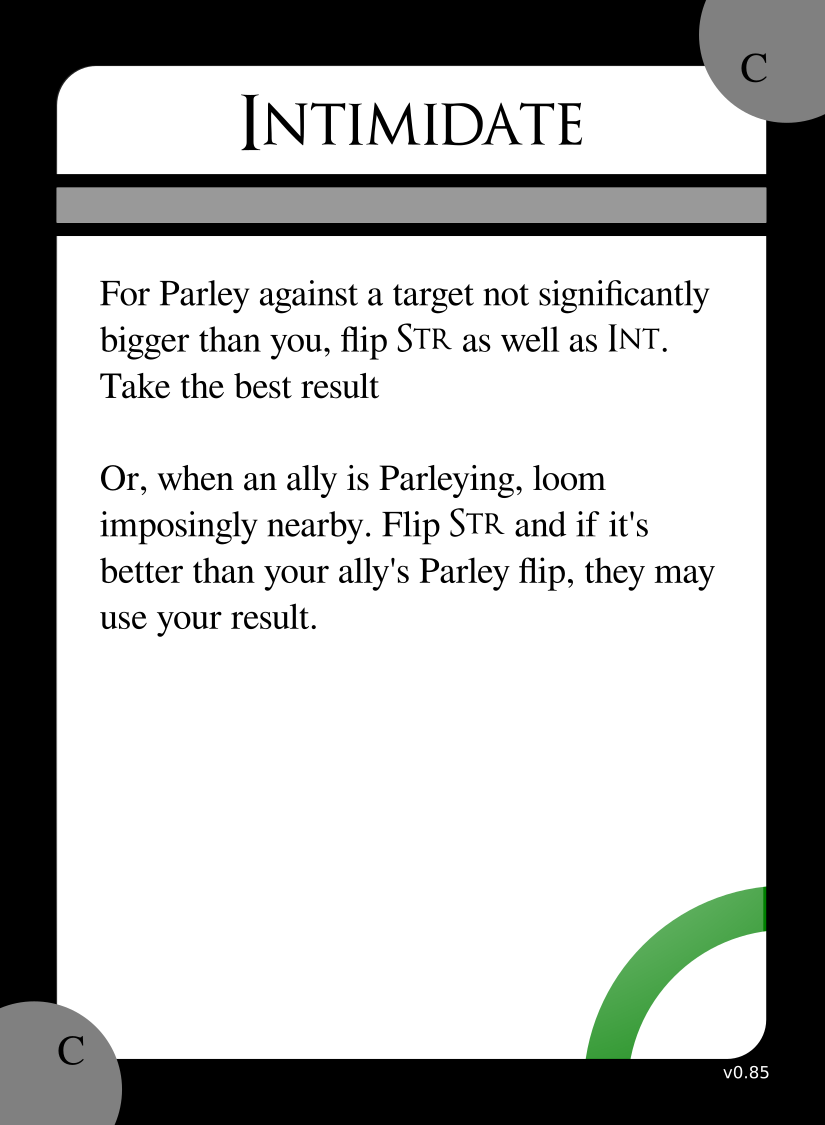 C
INTIMIDATE
For Parley against a target not significantly
bigger than you, flip STR as well as INT.
Take the best result
Or, when an ally is Parleying, loom
imposingly nearby. Flip STR and if it's
better than your ally's Parley flip, they may
use your result.
C
v0.85